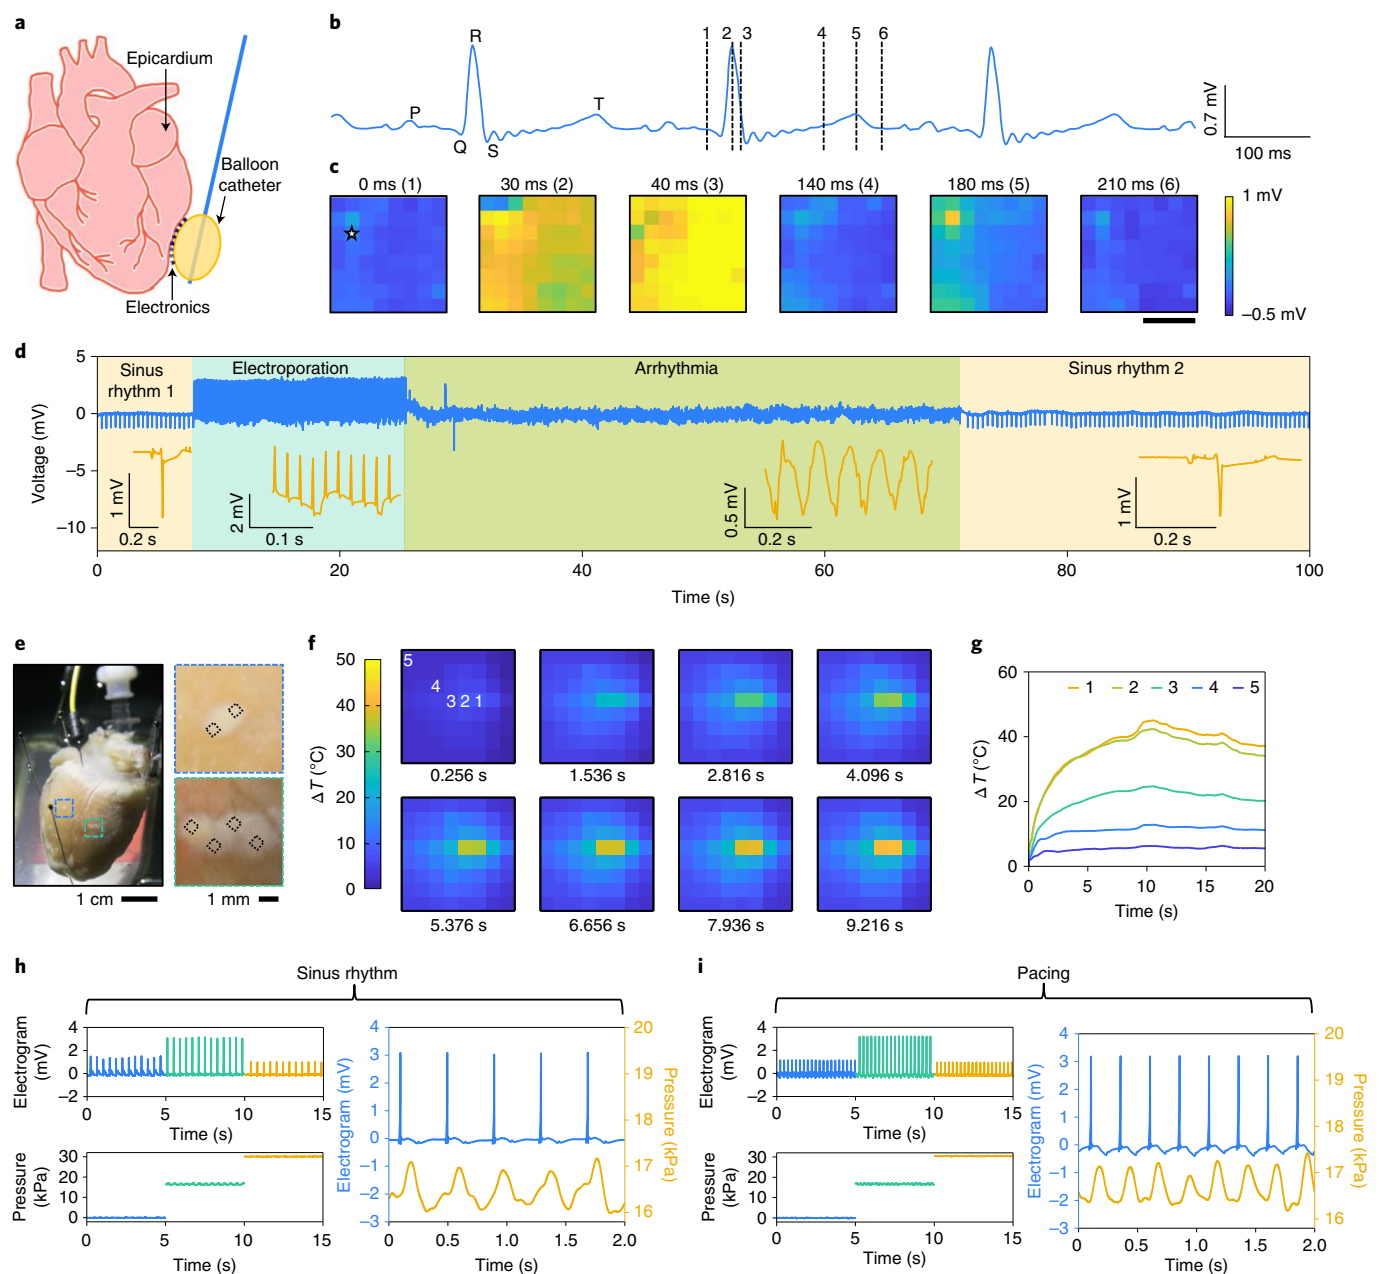 a
Epicardium
Balloon
catheter
Electronics
b
R
P
Q
S
T
1 2 3 4 5 6
0.7 mV
100 ms
c
0 ms (1) 30 ms (2) 40 ms (3) 140 ms (4) 180 ms (5) 210 ms (6)
1 mV
–0.5 mV
d
Sinus
rhythm 1
Electroporation
Arrhythmia
Sinus rhythm 2
Voltage (mV)
5
0
–5
–10
1 mV
0.2 s
2 mV
0.1 s
0.5 mV
0.2 s
1 mV
0.2 s
0 20 40 60 80 100
Time (s)
e
1 cm
1 mm
f
ΔT (°C)
50
40
30
20
10
0
5
4
3 2 1
0.256 s 1.536 s 2.816 s 4.096 s
5.376 s 6.656 s 7.936 s 9.216 s
g
ΔT (°C)
60
40
20
0
1 2 3 4 5
0 5 10 15 20
Time (s)
h
Sinus rhythm
Electrogram
(mV)
4
2
0
–2
0 5 10 15
Time (s)
Pressure
(kPa)
30
20
10
0
0 5 10 15
Time (s)
Electrogram (mV)
4
3
2
1
0
–1
–2
–3
20
19
18
17
16
Pressure (kPa)
0 0.5 1.0 1.5 2.0
Time (s)
i
Pacing
Electrogram
(mV)
4
2
0
–2
0 5 10 15
Time (s)
Pressure
(kPa)
30
20
10
0
0 5 10 15
Time (s)
Electrogram (mV)
4
3
2
1
0
–1
–2
–3
20
19
18
17
16
Pressure (kPa)
0 0.5 1.0 1.5 2.0
Time (s)